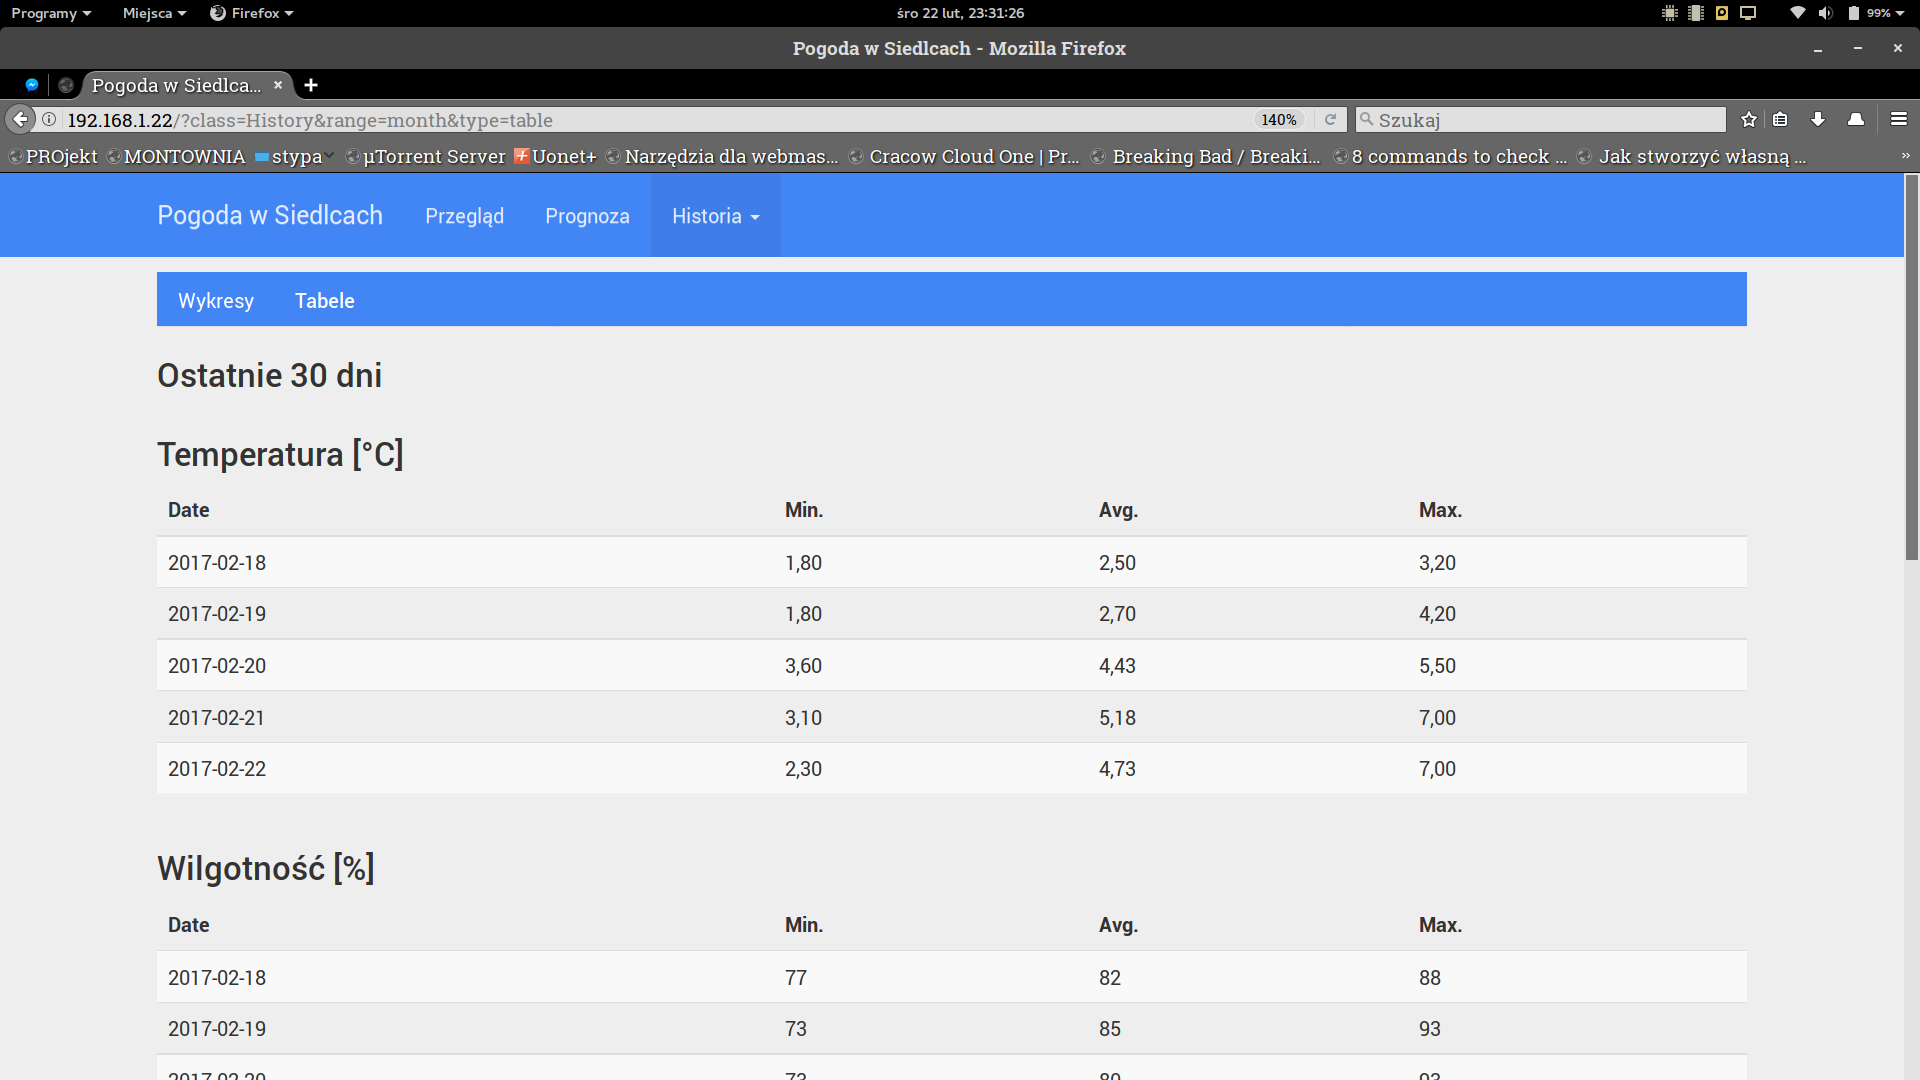 Programy Miejsca Firefox śro 22 lut, 23:31:26 99%
Pogoda w Siedlcach - Mozilla Firefox
Pogoda w Siedlca...
192.168.1.22/?class=History&range=month&type=table 140% Szukaj
PROjekt MONTOWNIA stypa µTorrent Server Uonet+ Narzędzia dla webmas... Cracow Cloud One | Pr... Breaking Bad / Breaki... 8 commands to check ... Jak stworzyć własną ... »
Pogoda w Siedlcach Przegląd Prognoza Historia
Wykresy Tabele
Ostatnie 30 dni
Temperatura [°C]
Date Min. Avg. Max.
2017-02-18 1,80 2,50 3,20
2017-02-19 1,80 2,70 4,20
2017-02-20 3,60 4,43 5,50
2017-02-21 3,10 5,18 7,00
2017-02-22 2,30 4,73 7,00
Wilgotność [%]
Date Min. Avg. Max.
2017-02-18 77 82 88
2017-02-19 73 85 93
2017-02-20 73 80 93